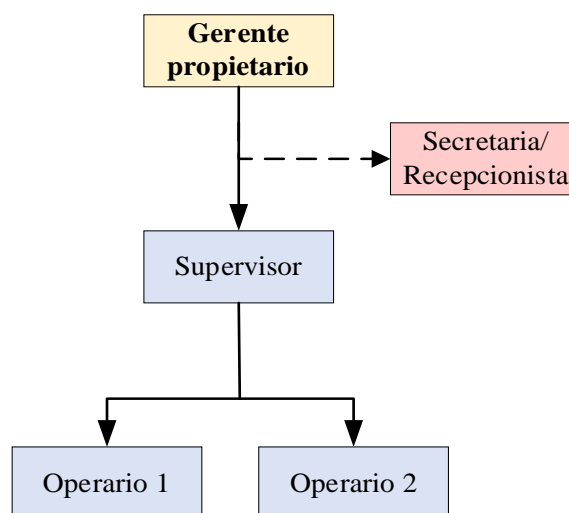 Gerente
propietario
Secretaria/
Recepcionista
Supervisor
Operario 1
Operario 2